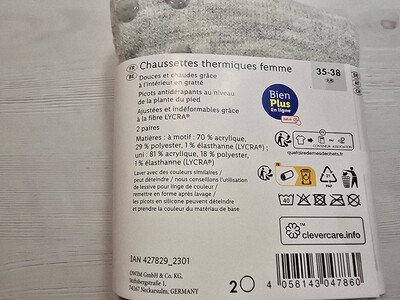 FR
BE
Chaussettes thermiques femme
35-38
Douces et chaudes grâce
à l'intérieur en gratté
Picots antidérapants au niveau
de la plante du pied
Ajustées et indéformables grâce
à la fibre LYCRA®
2 paires
Matières : à motif : 70 % acrylique,
29 % polyester, 1 % élasthanne (LYCRA®) ;
uni : 81 % acrylique, 18 % polyester,
1 % élasthanne (LYCRA®)
Laver avec des couleurs similaires /
peut déteindre / nous conseillons l'utilisation
de lessive pour linge de couleur /
remettre en forme après lavage /
les picots en silicone peuvent déteindre
et prendre la couleur du matériau de base
Bien
Plus
En ligne
quefairedemesdechets.fr
PAP
40
clevercare.info
IAN 427829_2301
OWIM GmbH & Co. KG
Stiftsbergstraße 1,
74167 Neckarsulm, GERMANY
2
4 058143 047860